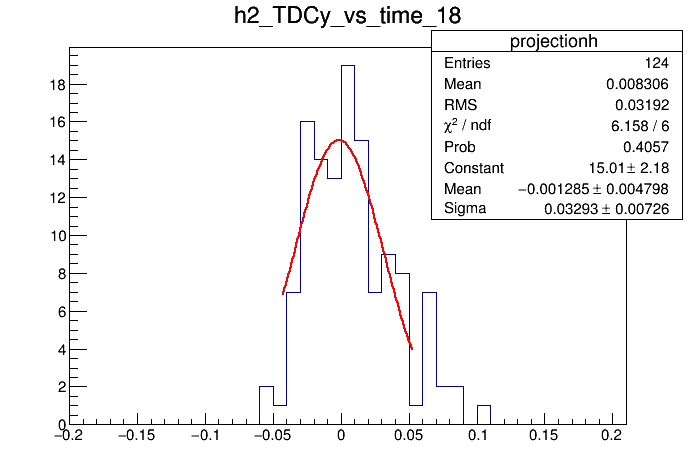 h2_TDCy_vs_time_18
projectionh
Entries 124
Mean 0.008306
RMS 0.03192
χ² / ndf 6.158 / 6
Prob 0.4057
Constant 15.01 ± 2.18
Mean −0.001285 ± 0.004798
Sigma 0.03293 ± 0.00726
18
16
14
12
10
8
6
4
2
0
−0.2 −0.15 −0.1 −0.05 0 0.05 0.1 0.15 0.2